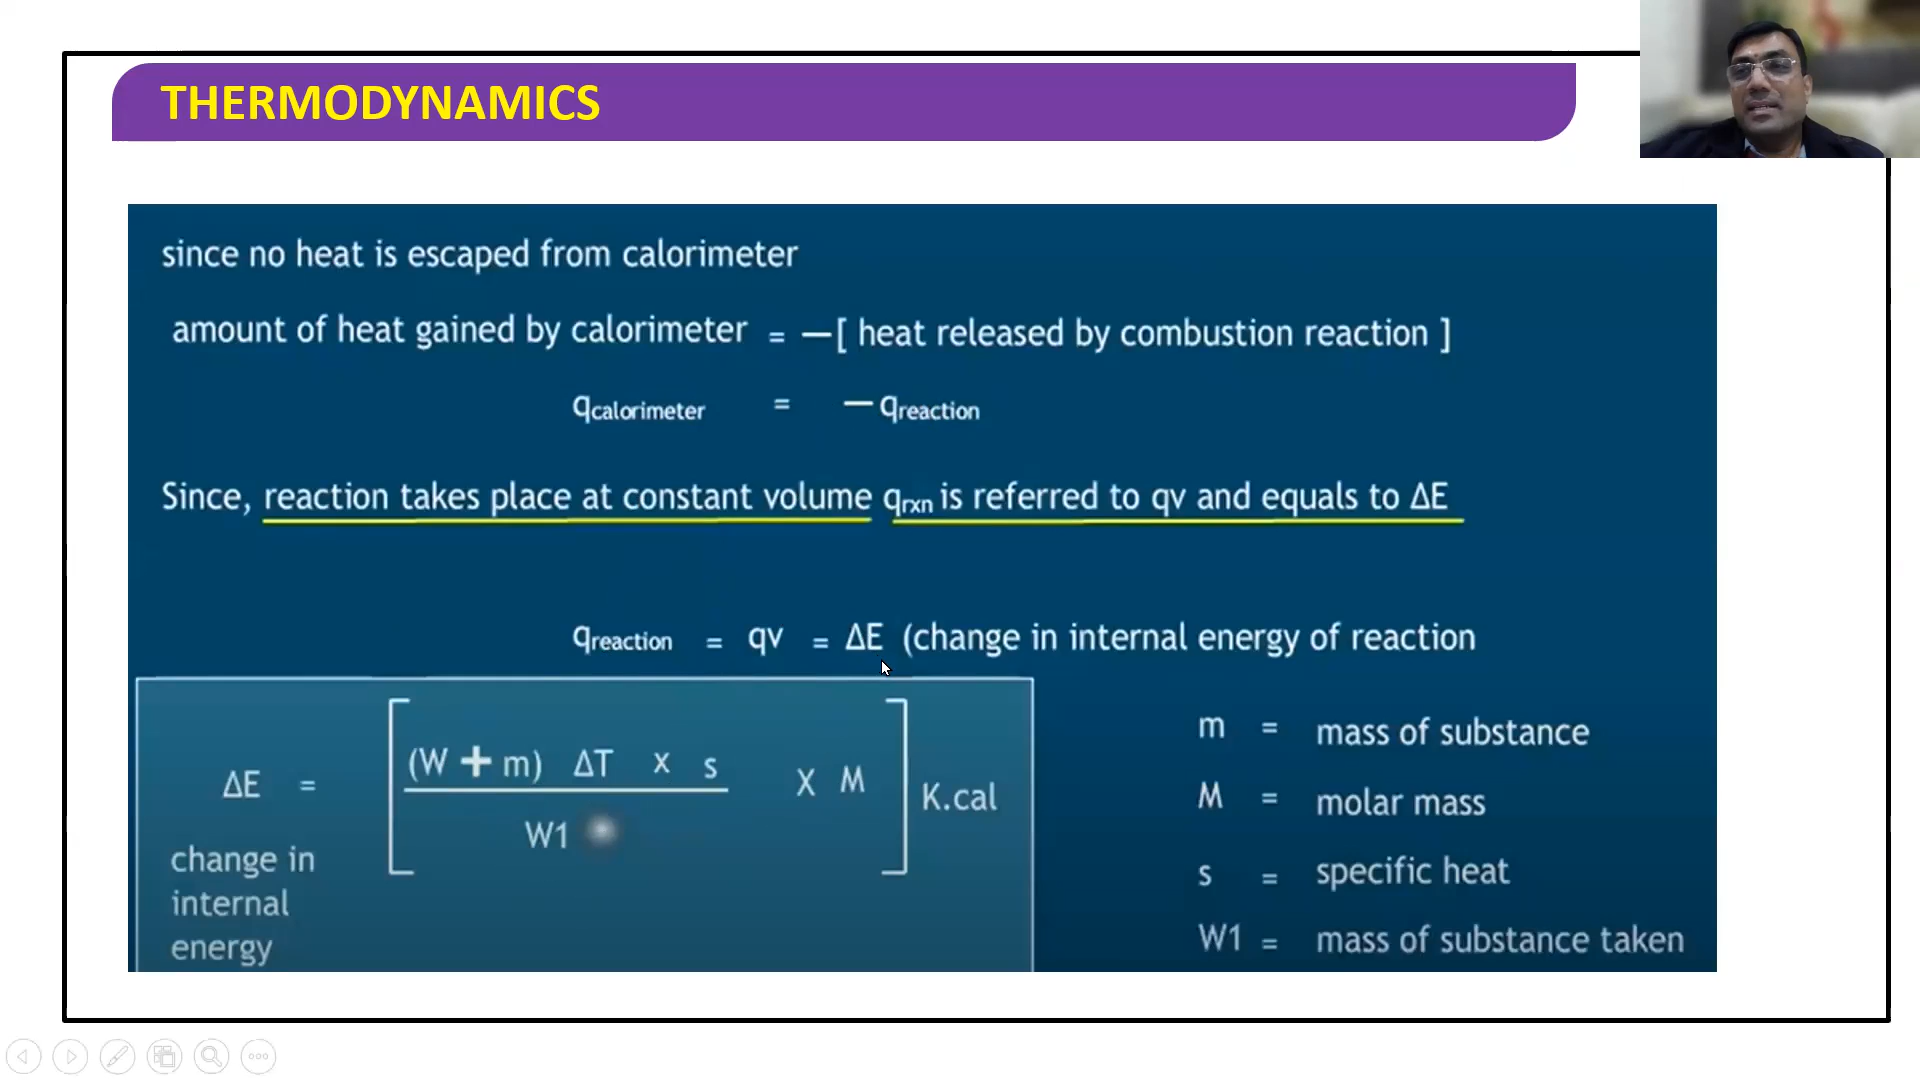 THERMODYNAMICS
since no heat is escaped from calorimeter
amount of heat gained by calorimeter = —[ heat released by combustion reaction ]
qcalorimeter = — qreaction
Since, reaction takes place at constant volume qrxn is referred to qv and equals to ΔE
qreaction = qv = ΔE (change in internal energy of reaction
ΔE = [ (W + m) ΔT x s / W1 X M ] K.cal
change in
internal
energy
m = mass of substance
M = molar mass
s = specific heat
W1 = mass of substance taken